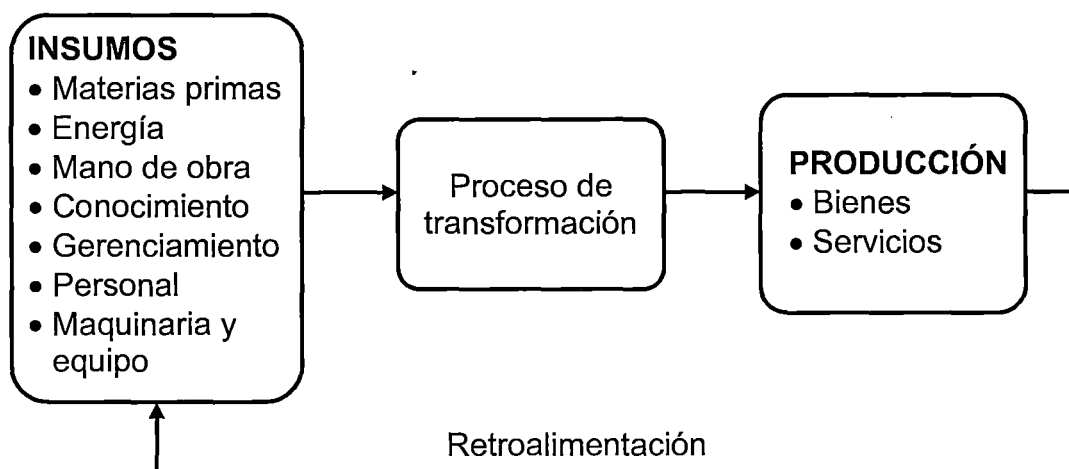 INSUMOS
• Materias primas
• Energía
• Mano de obra
• Conocimiento
• Gerenciamiento
• Personal
• Maquinaria y
equipo
Proceso de
transformación
PRODUCCIÓN
• Bienes
• Servicios
Retroalimentación